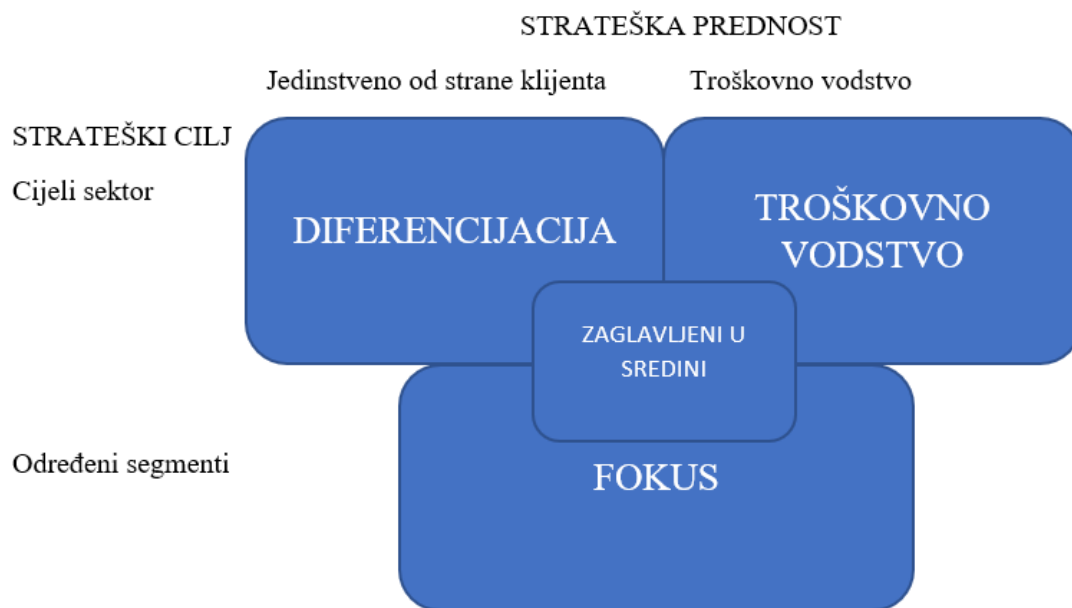 STRATEŠKA PREDNOST
Jedinstveno od strane klijenta
Troškovno vodstvo
STRATEŠKI CILJ
Cijeli sektor
DIFERENCIJACIJA
TROŠKOVNO
VODSTVO
ZAGLAVLJENI U
SREDINI
Određeni segmenti
FOKUS